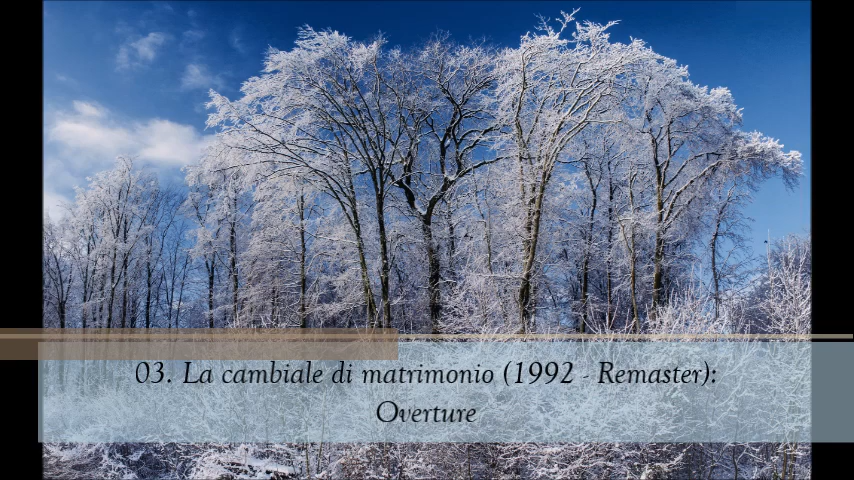 03. La cambiale di matrimonio (1992 - Remaster):
Overture